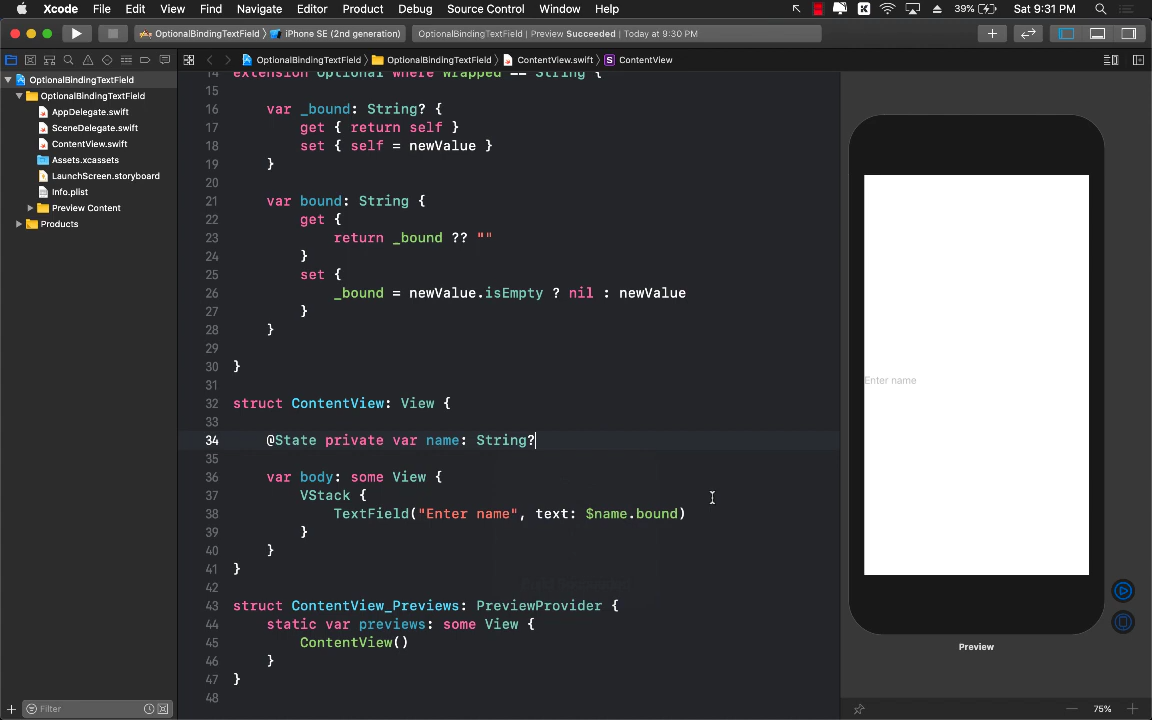 Xcode File Edit View Find Navigate Editor Product Debug Source Control Window Help 39% Sat 9:31 PM
OptionalBindingTextField iPhone SE (2nd generation) OptionalBindingTextField | Preview Succeeded | Today at 9:30 PM
OptionalBindingTextField OptionalBindingTextField ContentView.swift ContentView
OptionalBindingTextField
OptionalBindingTextField
AppDelegate.swift
SceneDelegate.swift
ContentView.swift
Assets.xcassets
LaunchScreen.storyboard
Info.plist
Preview Content
Products
14 extension Optional where Wrapped == String {
15
16 var _bound: String? {
17 get { return self }
18 set { self = newValue }
19 }
20
21 var bound: String {
22 get {
23 return _bound ?? ""
24 }
25 set {
26 _bound = newValue.isEmpty ? nil : newValue
27 }
28 }
29
30 }
31
32 struct ContentView: View {
33
34 @State private var name: String?
35
36 var body: some View {
37 VStack {
38 TextField("Enter name", text: $name.bound)
39 }
40 }
41 }
42
43 struct ContentView_Previews: PreviewProvider {
44 static var previews: some View {
45 ContentView()
46 }
47 }
48
Enter name
Preview
Filter
75%